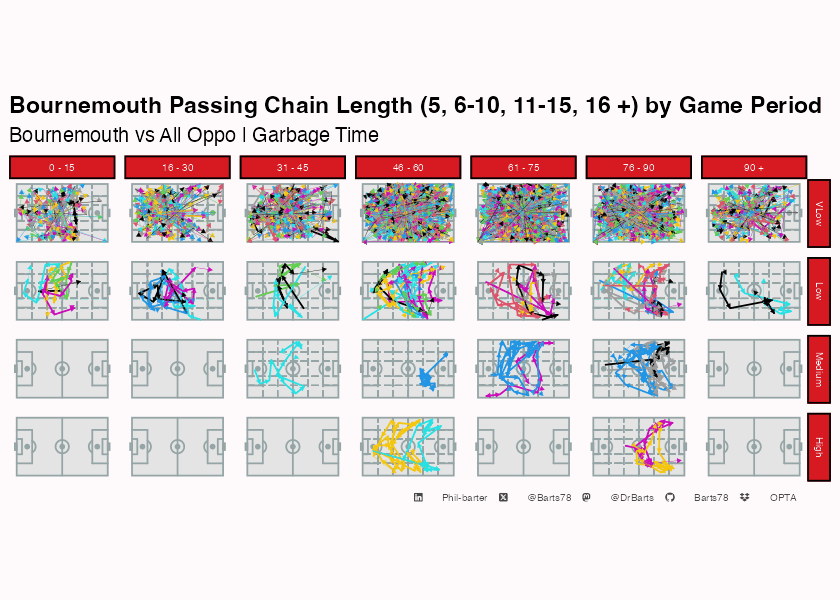 Bournemouth Passing Chain Length (5, 6-10, 11-15, 16 +) by Game Period
Bournemouth vs All Oppo I Garbage Time
0 - 15 16 - 30 31 - 45 46 - 60 61 - 75 76 - 90 90 +
VLow
Low
Medium
High
Phil-barter @Barts78 @DrBarts Barts78 OPTA